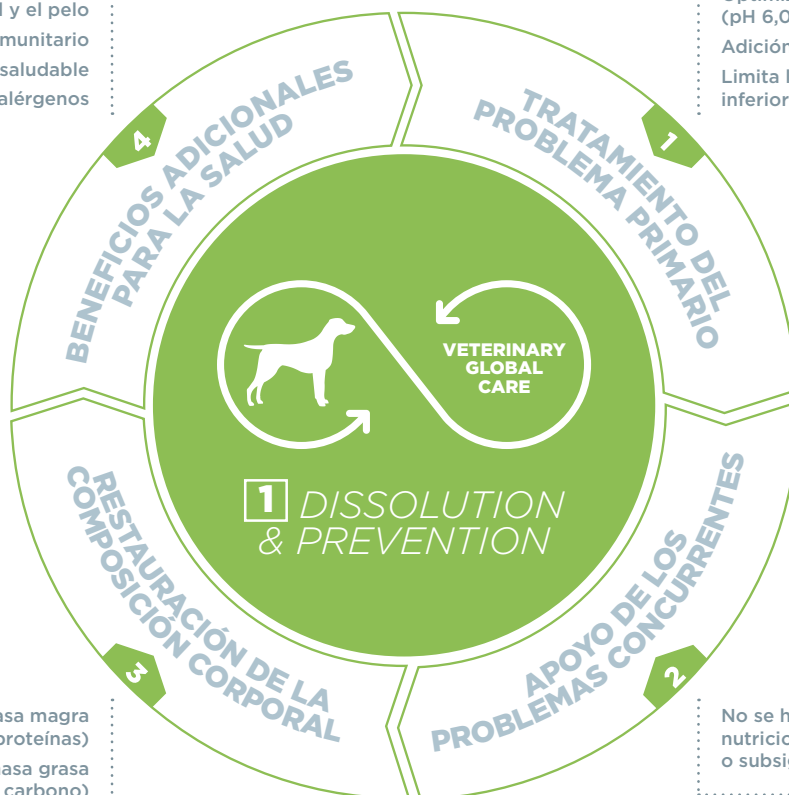 l y el pelo
munitario
saludable
alérgenos
(pH 6,0
Adición
Limita l
inferior
4
BENEFICIOS ADICIONALES
PARA LA SALUD
1
TRATAMIENTO DEL
PROBLEMA PRIMARIO
VETERINARY
GLOBAL
CARE
1 DISSOLUTION
& PREVENTION
3
RESTAURACIÓN DE LA
COMPOSICIÓN CORPORAL
2
APOYO DE LOS
PROBLEMAS CONCURRENTES
asa magra
proteínas)
asa grasa
carbono)
No se h
nutricio
o subsig